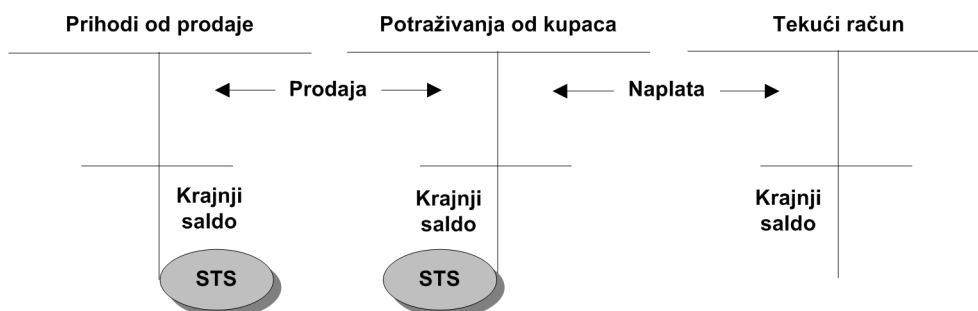 Prihodi od prodaje
Potraživanja od kupaca
Tekući račun
Prodaja
Naplata
Krajnji
saldo
Krajnji
saldo
Krajnji
saldo
STS
STS